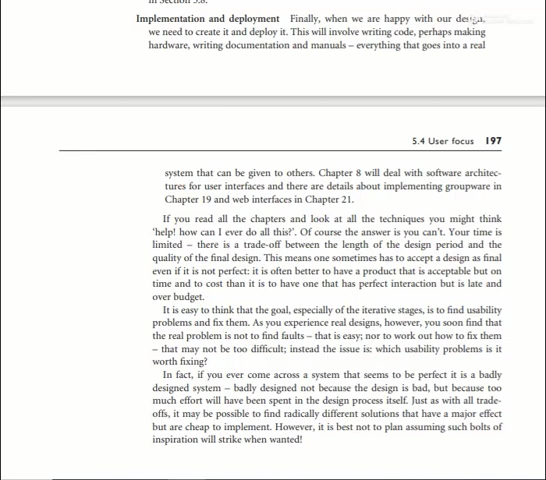 in Section 5.8.
Implementation and deployment Finally, when we are happy with our design,
we need to create it and deploy it. This will involve writing code, perhaps making
hardware, writing documentation and manuals – everything that goes into a real
5.4 User focus 197
system that can be given to others. Chapter 8 will deal with software architec-
tures for user interfaces and there are details about implementing groupware in
Chapter 19 and web interfaces in Chapter 21.
If you read all the chapters and look at all the techniques you might think
'help! how can I ever do all this?'. Of course the answer is you can't. Your time is
limited – there is a trade-off between the length of the design period and the
quality of the final design. This means one sometimes has to accept a design as final
even if it is not perfect: it is often better to have a product that is acceptable but on
time and to cost than it is to have one that has perfect interaction but is late and
over budget.
It is easy to think that the goal, especially of the iterative stages, is to find usability
problems and fix them. As you experience real designs, however, you soon find that
the real problem is not to find faults – that is easy; nor to work out how to fix them
– that may not be too difficult; instead the issue is: which usability problems is it
worth fixing?
In fact, if you ever come across a system that seems to be perfect it is a badly
designed system – badly designed not because the design is bad, but because too
much effort will have been spent in the design process itself. Just as with all trade-
offs, it may be possible to find radically different solutions that have a major effect
but are cheap to implement. However, it is best not to plan assuming such bolts of
inspiration will strike when wanted!